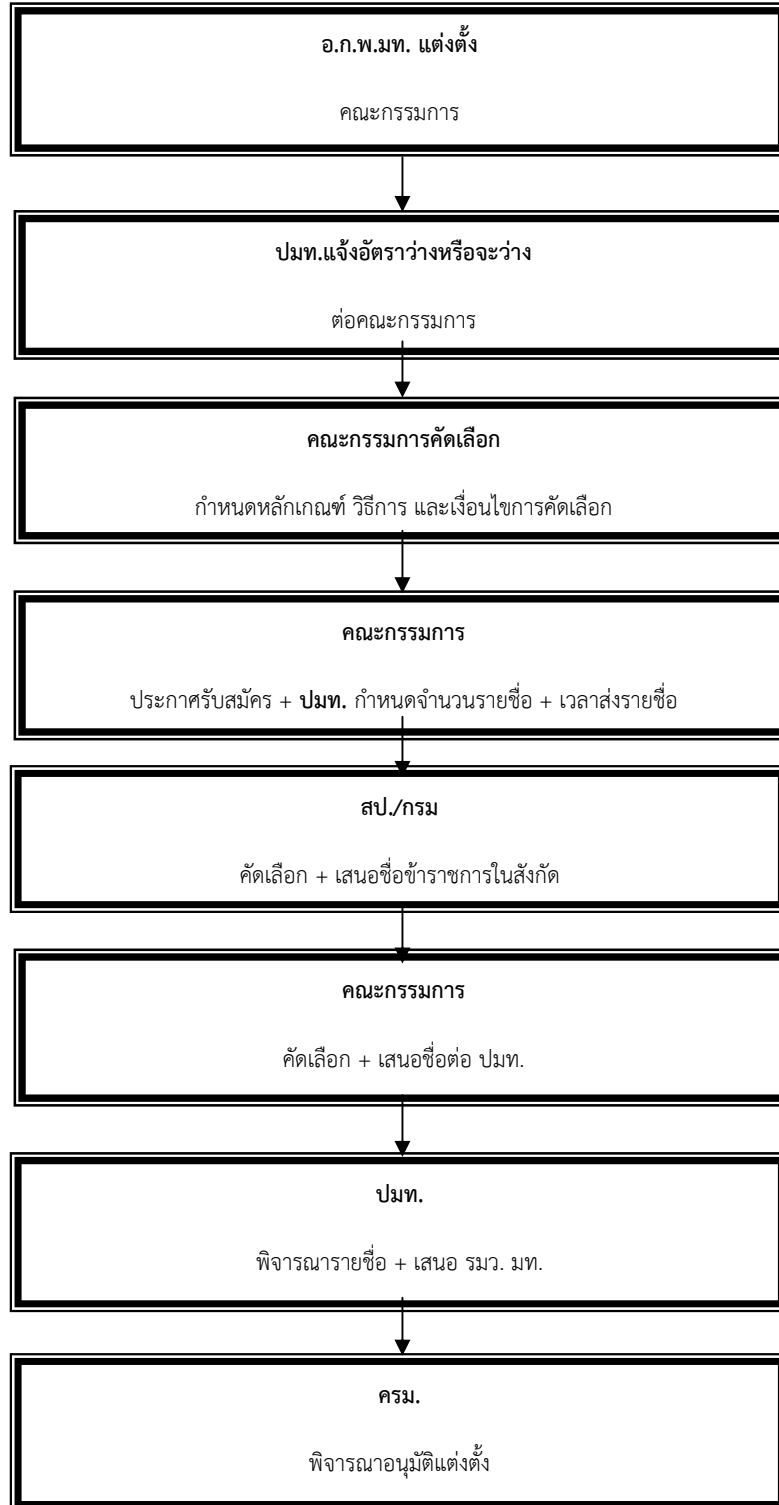 อ.ก.พ.มท. แต่งตั้ง
คณะกรรมการ
ปมท.แจ้งอัตราว่างหรือจะว่าง
ต่อคณะกรรมการ
คณะกรรมการคัดเลือก
กำหนดหลักเกณฑ์ วิธีการ และเงื่อนไขการคัดเลือก
คณะกรรมการ
ประกาศรับสมัคร + ปมท. กำหนดจำนวนรายชื่อ + เวลาส่งรายชื่อ
สป./กรม
คัดเลือก + เสนอชื่อข้าราชการในสังกัด
คณะกรรมการ
คัดเลือก + เสนอชื่อต่อ ปมท.
ปมท.
พิจารณารายชื่อ + เสนอ รมว. มท.
ครม.
พิจารณาอนุมัติแต่งตั้ง